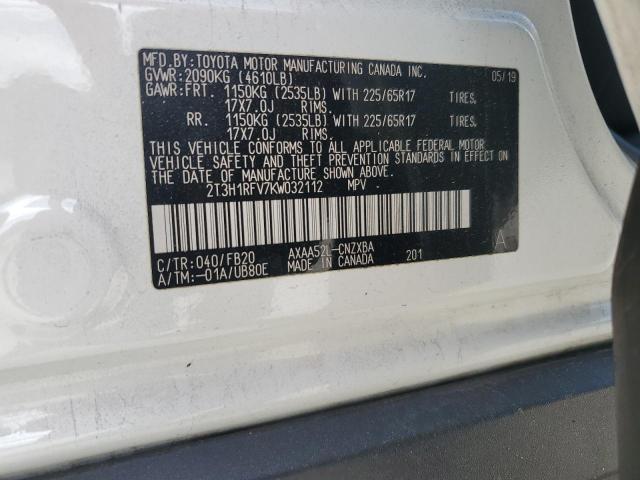 MFD.BY:TOYOTA MOTOR MANUFACTURING CANADA INC.
GVWR:2090KG (4610LB) 05/19
GAWR:FRT. 1150KG (2535LB) WITH 225/65R17 TIRES.
17X7.0J RIMS.
RR. 1150KG (2535LB) WITH 225/65R17 TIRES.
17X7.0J RIMS.
THIS VEHICLE CONFORMS TO ALL APPLICABLE FEDERAL MOTOR
VEHICLE SAFETY AND THEFT PREVENTION STANDARDS IN EFFECT
ON THE DATE OF MANUFACTURE SHOWN ABOVE.
2T3H1RFV7KW032112 MPV
C/TR:040/FB20 AXAA52L-CNZXBA
A/TM:-01A/UB80E MADE IN CANADA 201 A